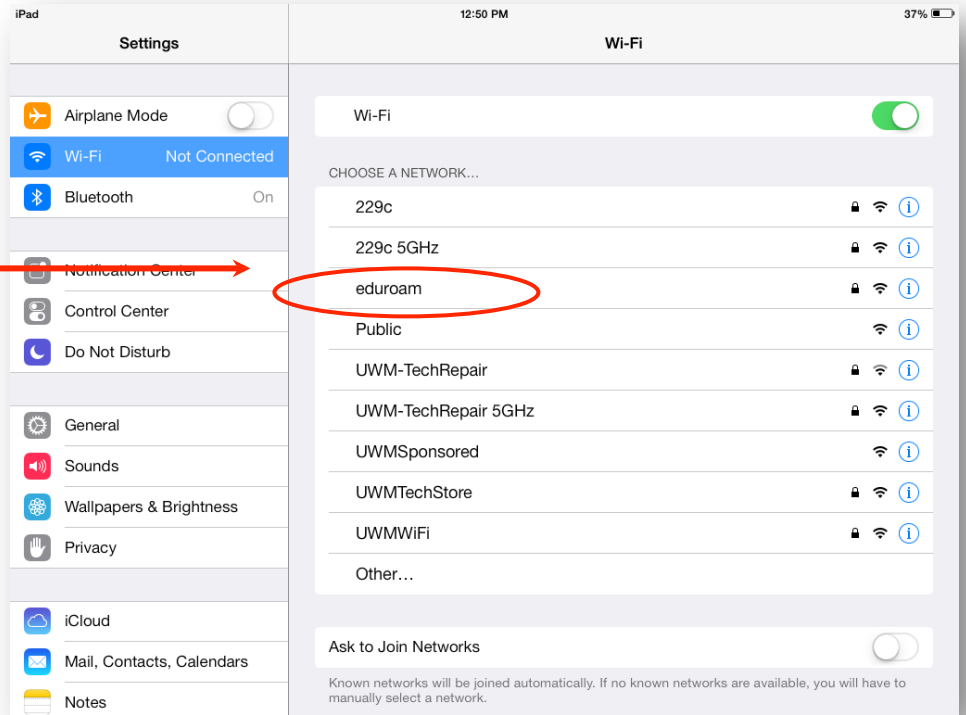 iPad
12:50 PM
37%
Settings
Wi-Fi
Airplane Mode
Wi-Fi Not Connected
Bluetooth On
Notification Center
Control Center
Do Not Disturb
General
Sounds
Wallpapers & Brightness
Privacy
iCloud
Mail, Contacts, Calendars
Notes
Wi-Fi
CHOOSE A NETWORK...
229c
229c 5GHz
eduroam
Public
UWM-TechRepair
UWM-TechRepair 5GHz
UWMSponsored
UWMTechStore
UWMWiFi
Other...
Ask to Join Networks
Known networks will be joined automatically. If no known networks are available, you will have to
manually select a network.